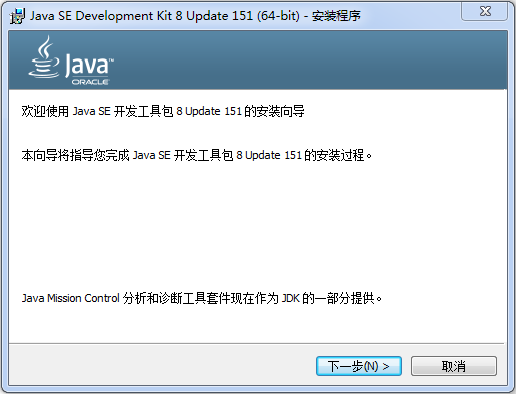 Java SE Development Kit 8 Update 151 (64-bit) - 安装程序
Java™
ORACLE
欢迎使用 Java SE 开发工具包 8 Update 151 的安装向导
本向导将指导您完成 Java SE 开发工具包 8 Update 151 的安装过程。
Java Mission Control 分析和诊断工具套件现在作为 JDK 的一部分提供。
下一步(N) >
取消